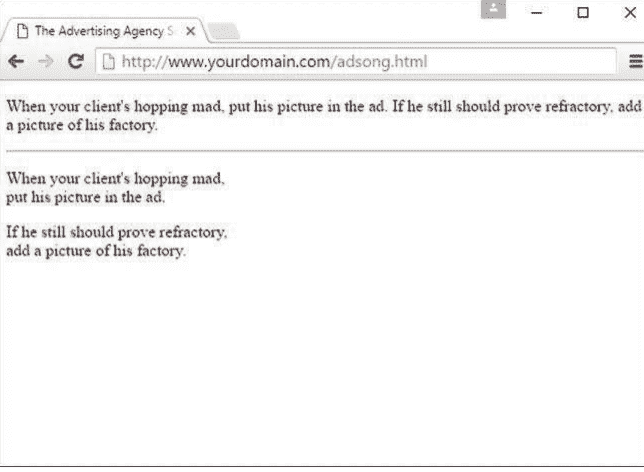 The Advertising Agency S
http://www.yourdomain.com/adsong.html
When your client's hopping mad, put his picture in the ad. If he still should prove refractory, add
a picture of his factory.
When your client's hopping mad,
put his picture in the ad.
If he still should prove refractory,
add a picture of his factory.